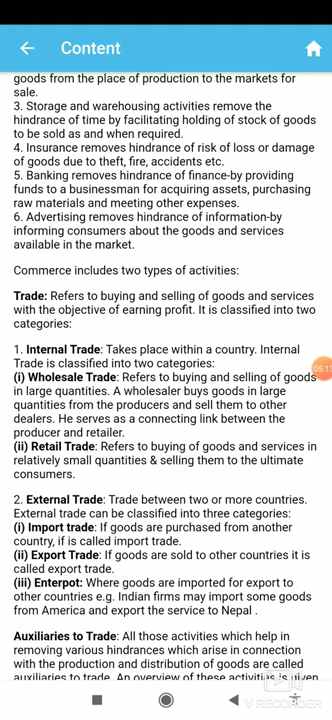 Content
goods from the place of production to the markets for
sale.
3. Storage and warehousing activities remove the
hindrance of time by facilitating holding of stock of goods
to be sold as and when required.
4. Insurance removes hindrance of risk of loss or damage
of goods due to theft, fire, accidents etc.
5. Banking removes hindrance of finance-by providing
funds to a businessman for acquiring assets, purchasing
raw materials and meeting other expenses.
6. Advertising removes hindrance of information-by
informing consumers about the goods and services
available in the market.
Commerce includes two types of activities:
Trade: Refers to buying and selling of goods and services
with the objective of earning profit. It is classified into two
categories:
1. Internal Trade: Takes place within a country. Internal
Trade is classified into two categories:
05:13
(i) Wholesale Trade: Refers to buying and selling of goods
in large quantities. A wholesaler buys goods in large
quantities from the producers and sell them to other
dealers. He serves as a connecting link between the
producer and retailer.
(ii) Retail Trade: Refers to buying of goods and services in
relatively small quantities & selling them to the ultimate
consumers.
2. External Trade: Trade between two or more countries.
External trade can be classified into three categories:
(i) Import trade: If goods are purchased from another
country, if is called import trade.
(ii) Export Trade: If goods are sold to other countries it is
called export trade.
(iii) Enterpot: Where goods are imported for export to
other countries e.g. Indian firms may import some goods
from America and export the service to Nepal .
Auxiliaries to Trade: All those activities which help in
removing various hindrances which arise in connection
with the production and distribution of goods are called
auxiliaries to trade. An overview of these activities is given
VRECORDER